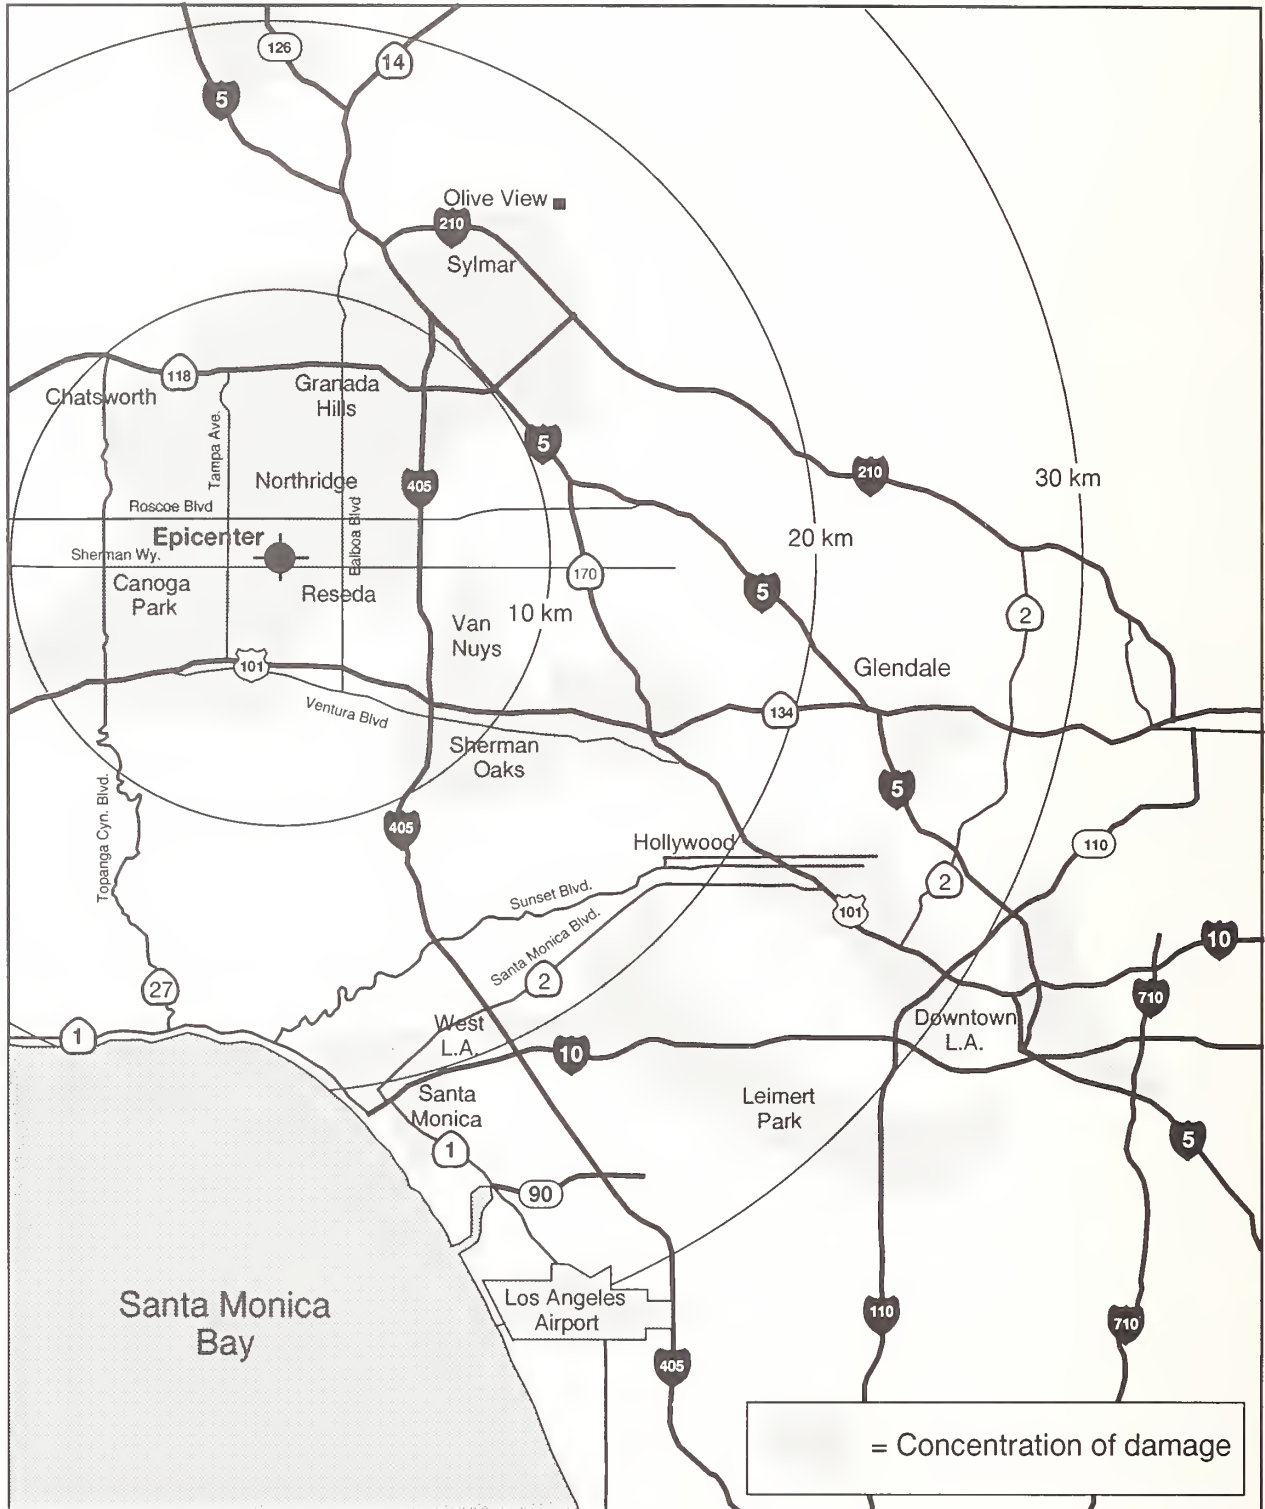 126
14
5
Olive View
210
Sylmar
118
Chatsworth
Granada
Hills
Tampa Ave.
5
Northridge
405
210
30 km
Roscoe Blvd
Balboa Blvd
Epicenter
20 km
Sherman Wy.
170
Canoga
Park
Reseda
5
10 km
2
Van
Nuys
101
Glendale
Ventura Blvd
134
Sherman
Oaks
5
Topanga Cyn. Blvd.
405
Hollywood
110
2
Sunset Blvd.
101
Santa Monica Blvd.
10
2
27
710
West
L.A.
Downtown
L.A.
1
10
Santa
Monica
Leimert
Park
1
5
90
Santa Monica
Bay
Los Angeles
Airport
110
710
405
= Concentration of damage